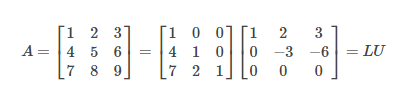 A = [1 2 3; 4 5 6; 7 8 9] = [1 0 0; 4 1 0; 7 2 1] [1 2 3; 0 −3 −6; 0 0 0] = LU